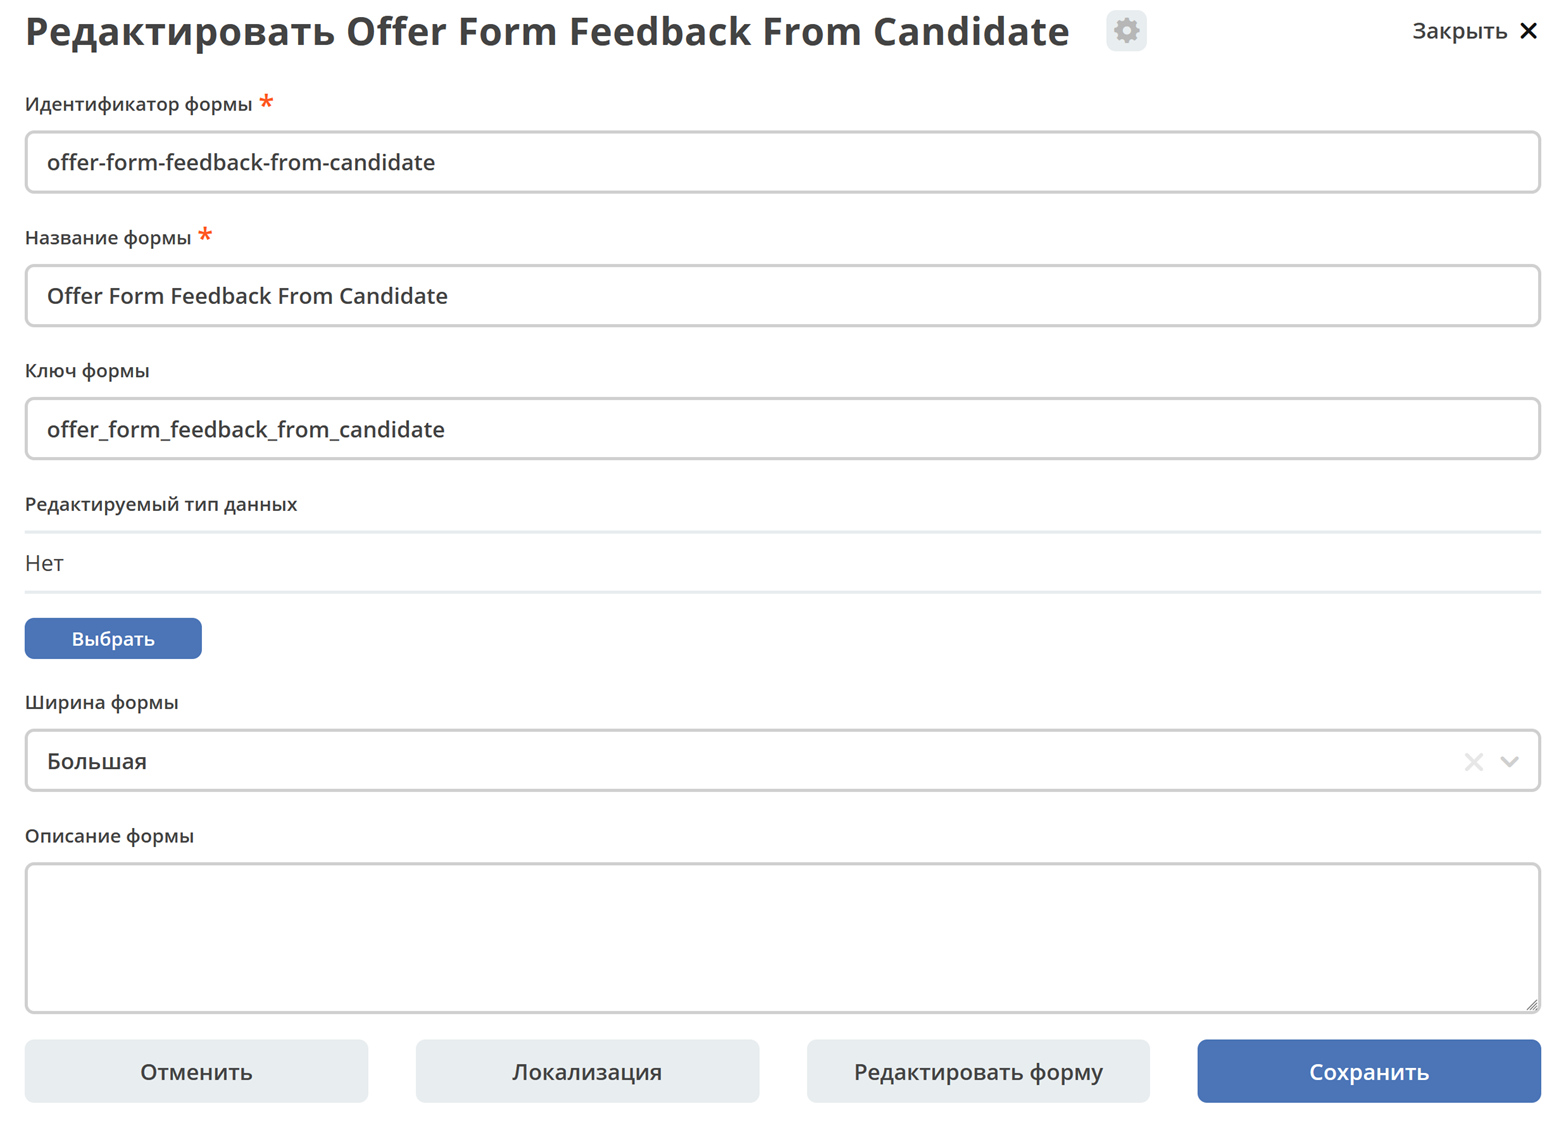 Редактировать Offer Form Feedback From Candidate
Закрыть
Идентификатор формы *
offer-form-feedback-from-candidate
Название формы *
Offer Form Feedback From Candidate
Ключ формы
offer_form_feedback_from_candidate
Редактируемый тип данных
Нет
Выбрать
Ширина формы
Большая
Описание формы
Отменить
Локализация
Редактировать форму
Сохранить